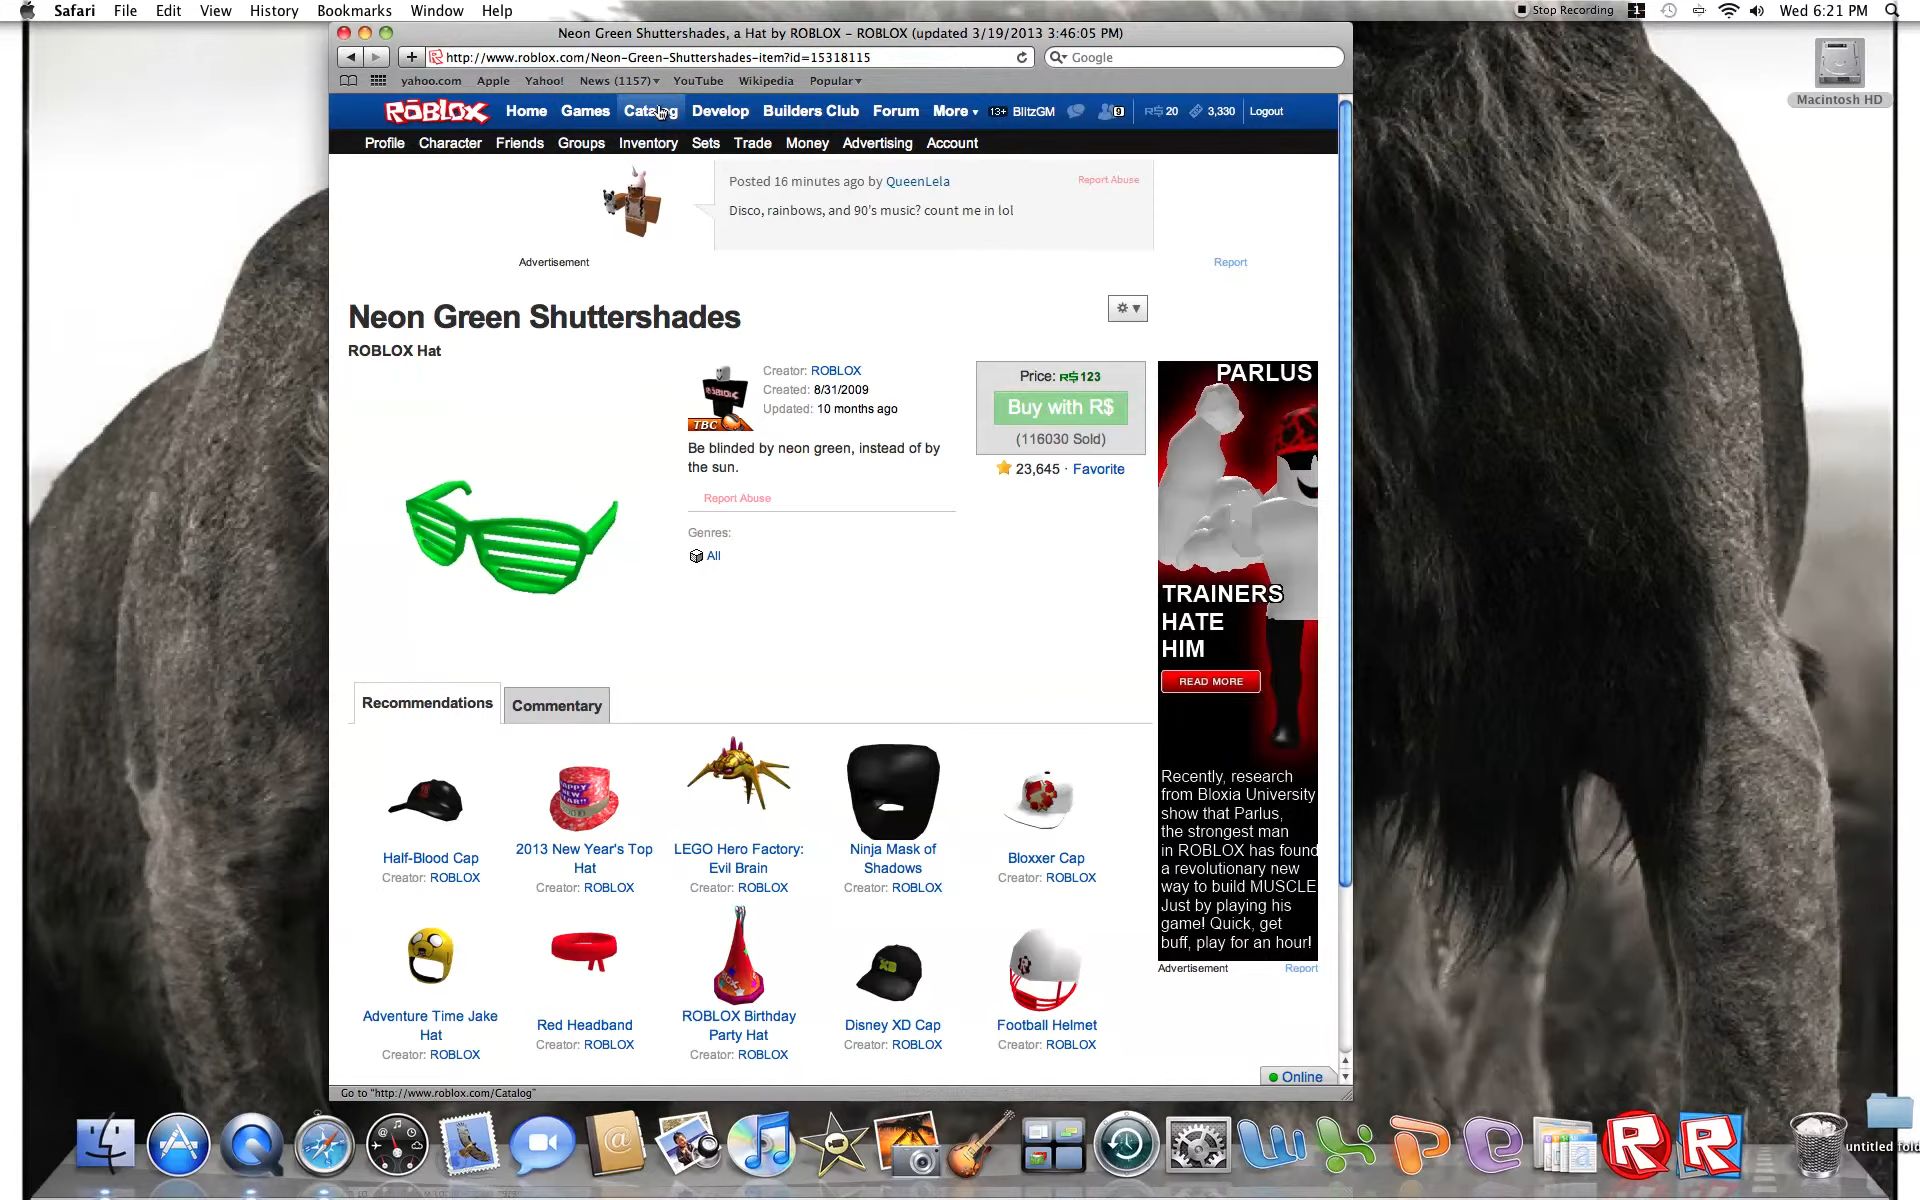 Safari File Edit View History Bookmarks Window Help
Stop Recording 1 Wed 6:21 PM
Neon Green Shuttershades, a Hat by ROBLOX – ROBLOX (updated 3/19/2013 3:46:05 PM)
http://www.roblox.com/Neon-Green-Shuttershades-item?id=15318115
Google
yahoo.com Apple Yahoo! News (1157) YouTube Wikipedia Popular
Macintosh HD
ROBLOX Home Games Catalog Develop Builders Club Forum More 13+ BlitzGM 9 R$ 20 3,330 Logout
Profile Character Friends Groups Inventory Sets Trade Money Advertising Account
Posted 16 minutes ago by QueenLela
Report Abuse
Disco, rainbows, and 90's music? count me in lol
Advertisement
Report
Neon Green Shuttershades
ROBLOX Hat
Creator: ROBLOX
Created: 8/31/2009
Updated: 10 months ago
TBC
Be blinded by neon green, instead of by
the sun.
Report Abuse
Genres:
All
Price: R$ 123
Buy with R$
(116030 Sold)
23,645 · Favorite
PARLUS
TRAINERS
HATE
HIM
READ MORE
Recently, research
from Bloxia University
show that Parlus,
the strongest man
in ROBLOX has found
a revolutionary new
way to build MUSCLE
Just by playing his
game! Quick, get
buff, play for an hour!
Advertisement Report
Recommendations Commentary
Half-Blood Cap
Creator: ROBLOX
2013 New Year's Top
Hat
Creator: ROBLOX
LEGO Hero Factory:
Evil Brain
Creator: ROBLOX
Ninja Mask of
Shadows
Creator: ROBLOX
Bloxxer Cap
Creator: ROBLOX
Adventure Time Jake
Hat
Creator: ROBLOX
Red Headband
Creator: ROBLOX
ROBLOX Birthday
Party Hat
Creator: ROBLOX
Disney XD Cap
Creator: ROBLOX
Football Helmet
Creator: ROBLOX
Online
Go to "http://www.roblox.com/Catalog"
untitled fold